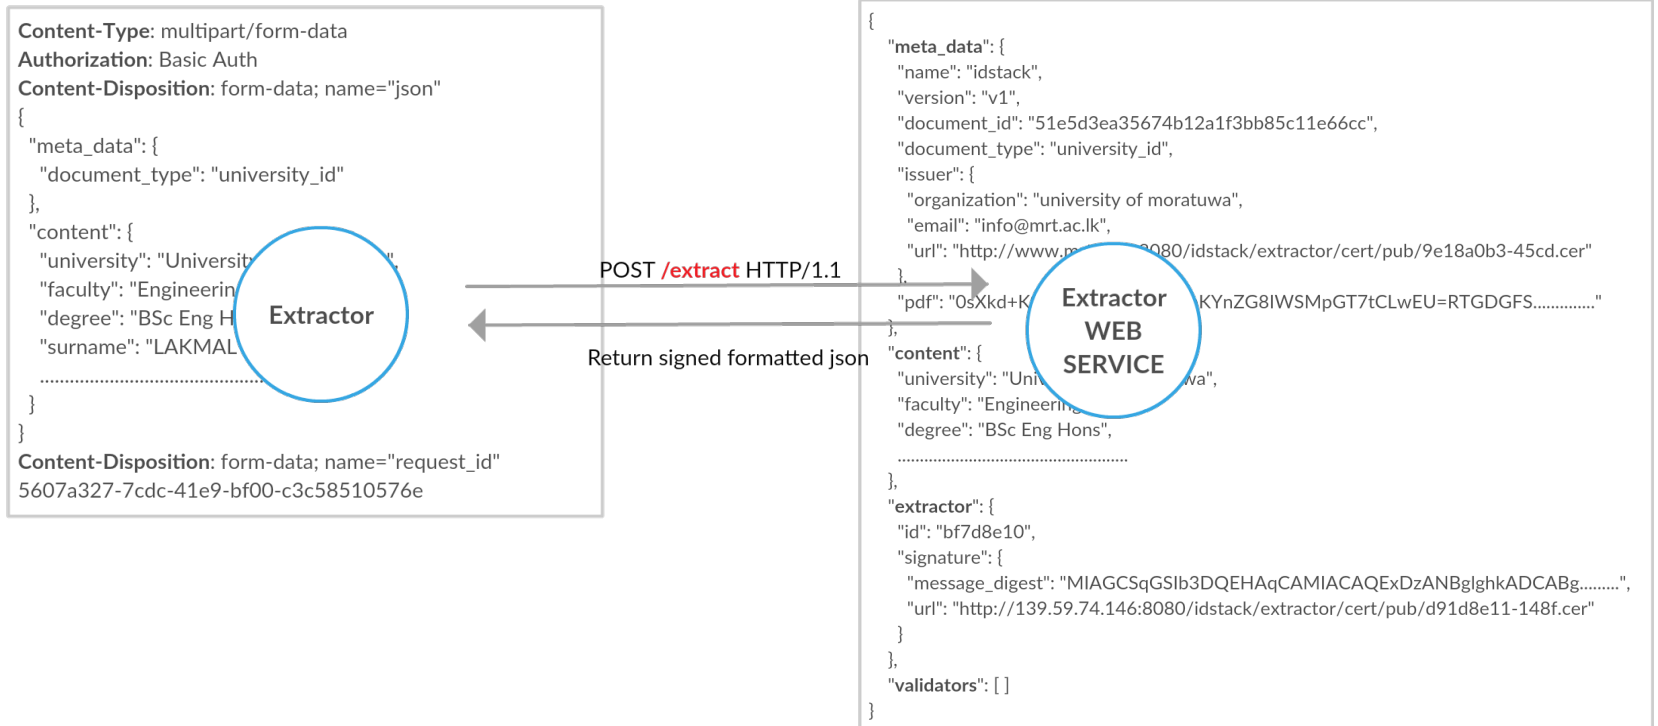 Content-Type: multipart/form-data
Authorization: Basic Auth
Content-Disposition: form-data; name="json"
{
"meta_data": {
"document_type": "university_id"
},
"content": {
"university": ",
"faculty":
"degree": "BSc Eng
"surname": "LAKMAL
............................................
}
}
Content-Disposition: form-data; name="request_id"
5607a327-7cdc-41e9-bf00-c3c58510576e
Extractor
POST /extract HTTP/1.1
Return signed formatted json
Extractor
WEB
SERVICE
{
"meta_data": {
"name": "idstack",
"version": "v1",
"document_id": "51e5d3ea35674b12a1f3bb85c11e66cc",
"document_type": "university_id",
"issuer": {
"organization": "university of moratuwa",
"email": "info@mrt.ac.lk",
"url": "http://www.m 8080/idstack/extractor/cert/pub/9e18a0b3-45cd.cer"
},
"pdf": "0sXkd+K KYnZG8IWSMpGT7tCLwEU=RTGDGFS.............."
},
"content": {
"university": "Uni wa",
"faculty": "Engineering
"degree": "BSc Eng Hons",
....................................................
},
"extractor": {
"id": "bf7d8e10",
"signature": {
"message_digest": "MIAGCSqGSIb3DQEHAqCAMIACAQExDzANBglghkADCABg.........",
"url": "http://139.59.74.146:8080/idstack/extractor/cert/pub/d91d8e11-148f.cer"
}
},
"validators": [ ]
}